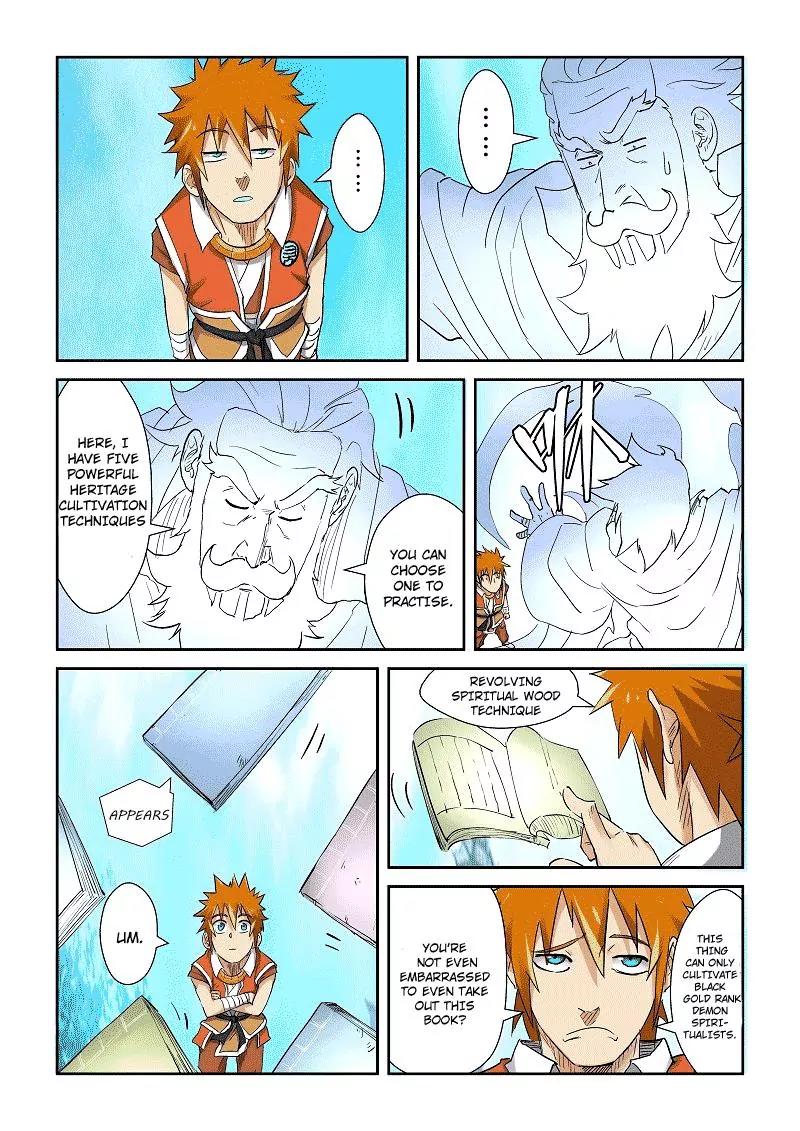 ......
......
HERE, I
HAVE FIVE
POWERFUL
HERITAGE
CULTIVATION
TECHNIQUES
YOU CAN
CHOOSE
ONE TO
PRACTISE.
APPEARS
UM.
REVOLVING
SPIRITUAL WOOD
TECHNIQUE
YOU'RE
NOT EVEN
EMBARRASSED
TO EVEN TAKE
OUT THIS
BOOK?
THIS
THING
CAN ONLY
CULTIVATE
BLACK
GOLD RANK
DEMON
SPIRI-
TUALISTS.